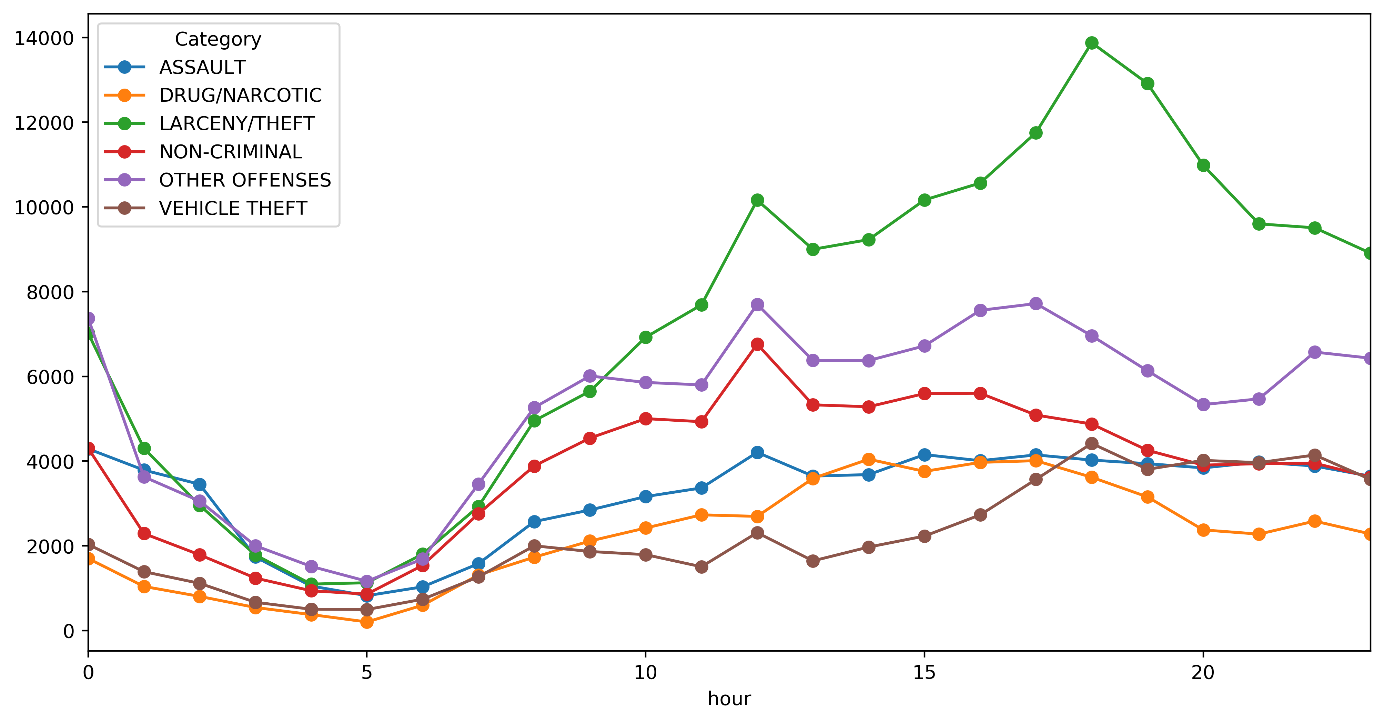 Category
ASSAULT
DRUG/NARCOTIC
LARCENY/THEFT
NON-CRIMINAL
OTHER OFFENSES
VEHICLE THEFT
14000
12000
10000
8000
6000
4000
2000
0
0 5 10 15 20
hour